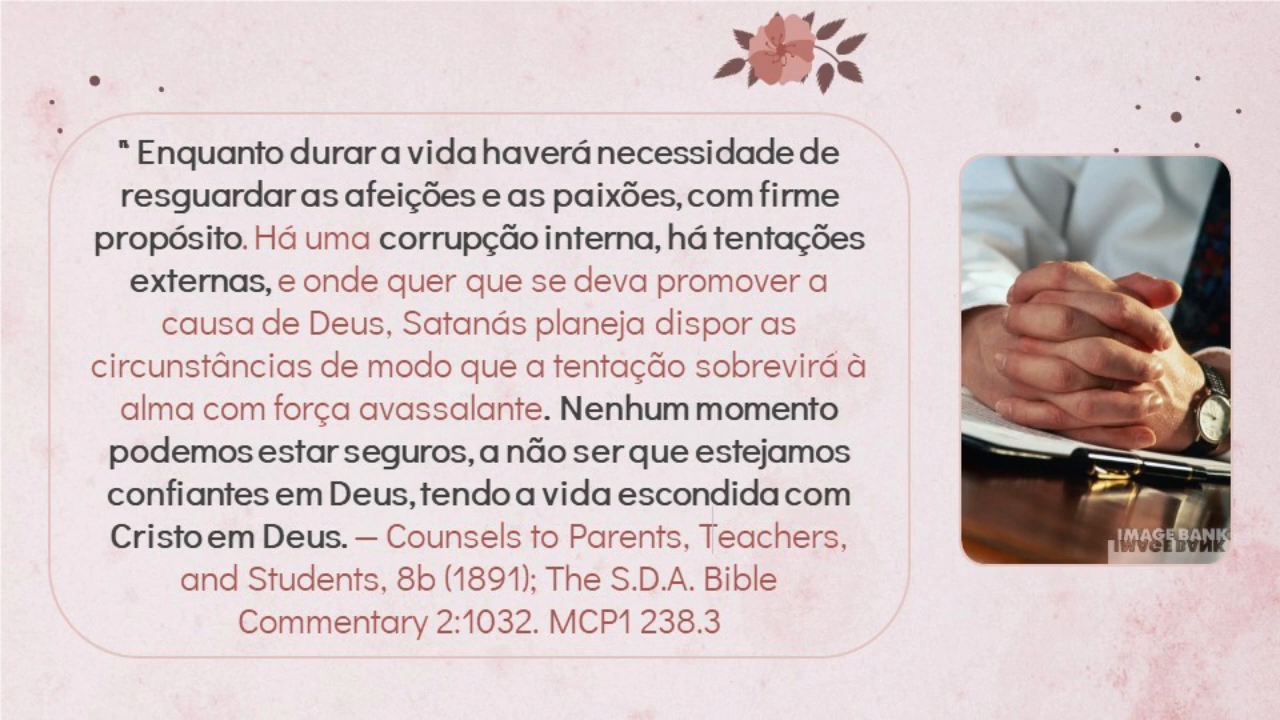 " Enquanto durar a vida haverá necessidade de
resguardar as afeições e as paixões, com firme
propósito. Há uma corrupção interna, há tentações
externas, e onde quer que se deva promover a
causa de Deus, Satanás planeja dispor as
circunstâncias de modo que a tentação sobrevirá à
alma com força avassalante. Nenhum momento
podemos estar seguros, a não ser que estejamos
confiantes em Deus, tendo a vida escondida com
Cristo em Deus. — Counsels to Parents, Teachers,
and Students, 8b (1891); The S.D.A. Bible
Commentary 2:1032. MCP1 238.3
IMAGE BANK
IMAGE BANK